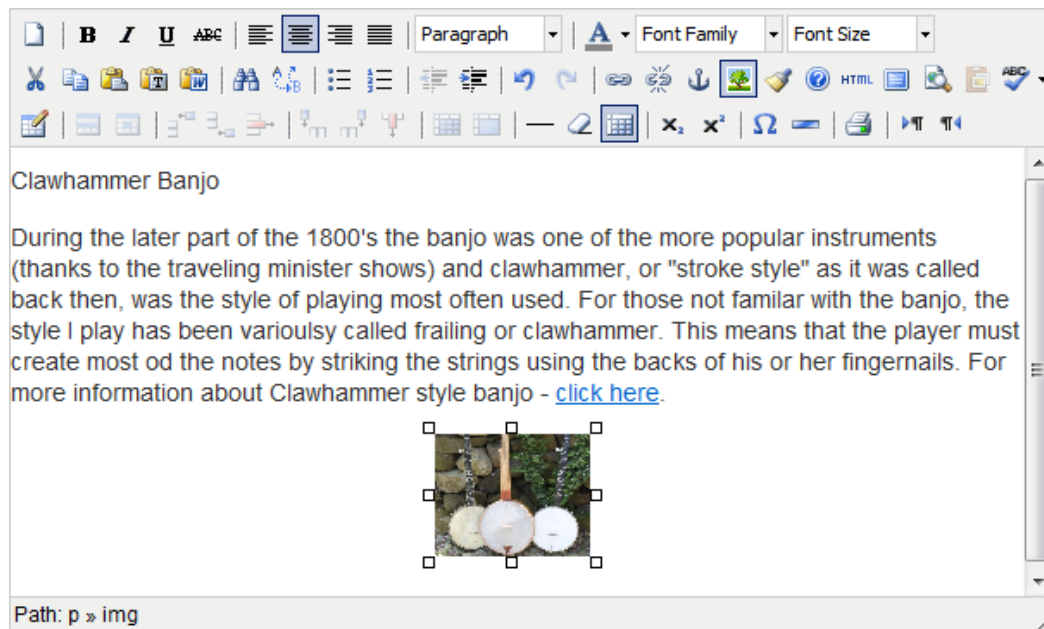 B I U ABC Paragraph A Font Family Font Size
T W A B HTML ABC
x₂ x² Ω ¶ ¶
Clawhammer Banjo
During the later part of the 1800's the banjo was one of the more popular instruments
(thanks to the traveling minister shows) and clawhammer, or "stroke style" as it was called
back then, was the style of playing most often used. For those not familar with the banjo, the
style I play has been varioulsy called frailing or clawhammer. This means that the player must
create most od the notes by striking the strings using the backs of his or her fingernails. For
more information about Clawhammer style banjo - click here.
Path: p » img